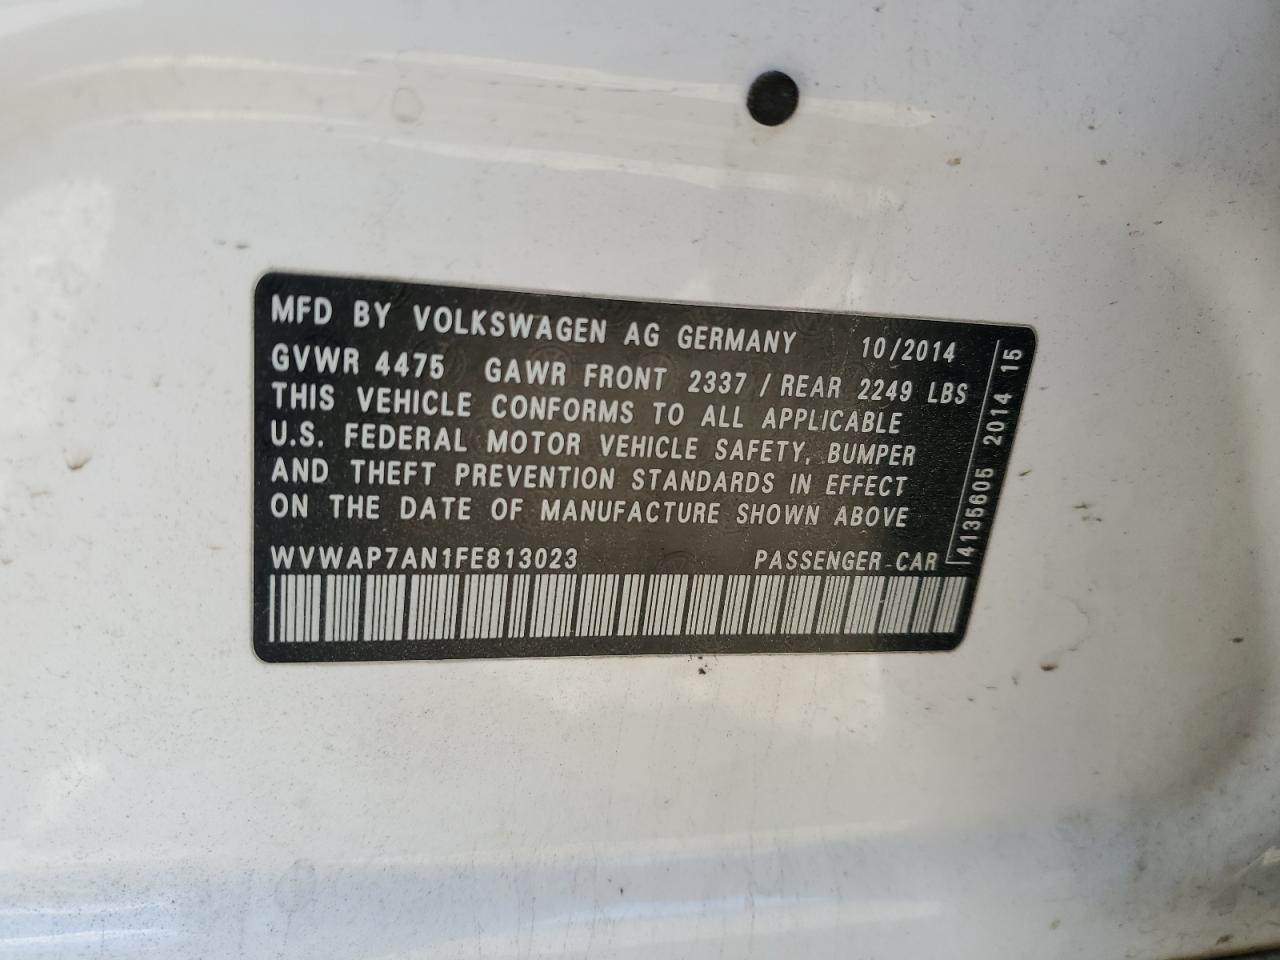 MFD BY VOLKSWAGEN AG GERMANY 10/2014
GVWR 4475 GAWR FRONT 2337 / REAR 2249 LBS
THIS VEHICLE CONFORMS TO ALL APPLICABLE
U.S. FEDERAL MOTOR VEHICLE SAFETY, BUMPER
AND THEFT PREVENTION STANDARDS IN EFFECT
ON THE DATE OF MANUFACTURE SHOWN ABOVE
WVWAP7AN1FE813023 PASSENGER CAR
4135605 2014 15